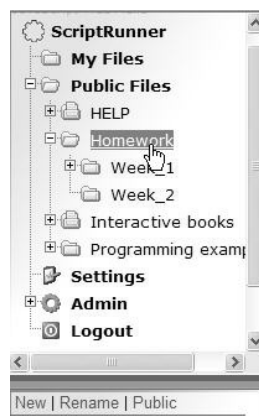 ScriptRunner
My Files
Public Files
HELP
Homework
Week_1
Week_2
Interactive books
Programming examp
Settings
Admin
Logout
New | Rename | Public